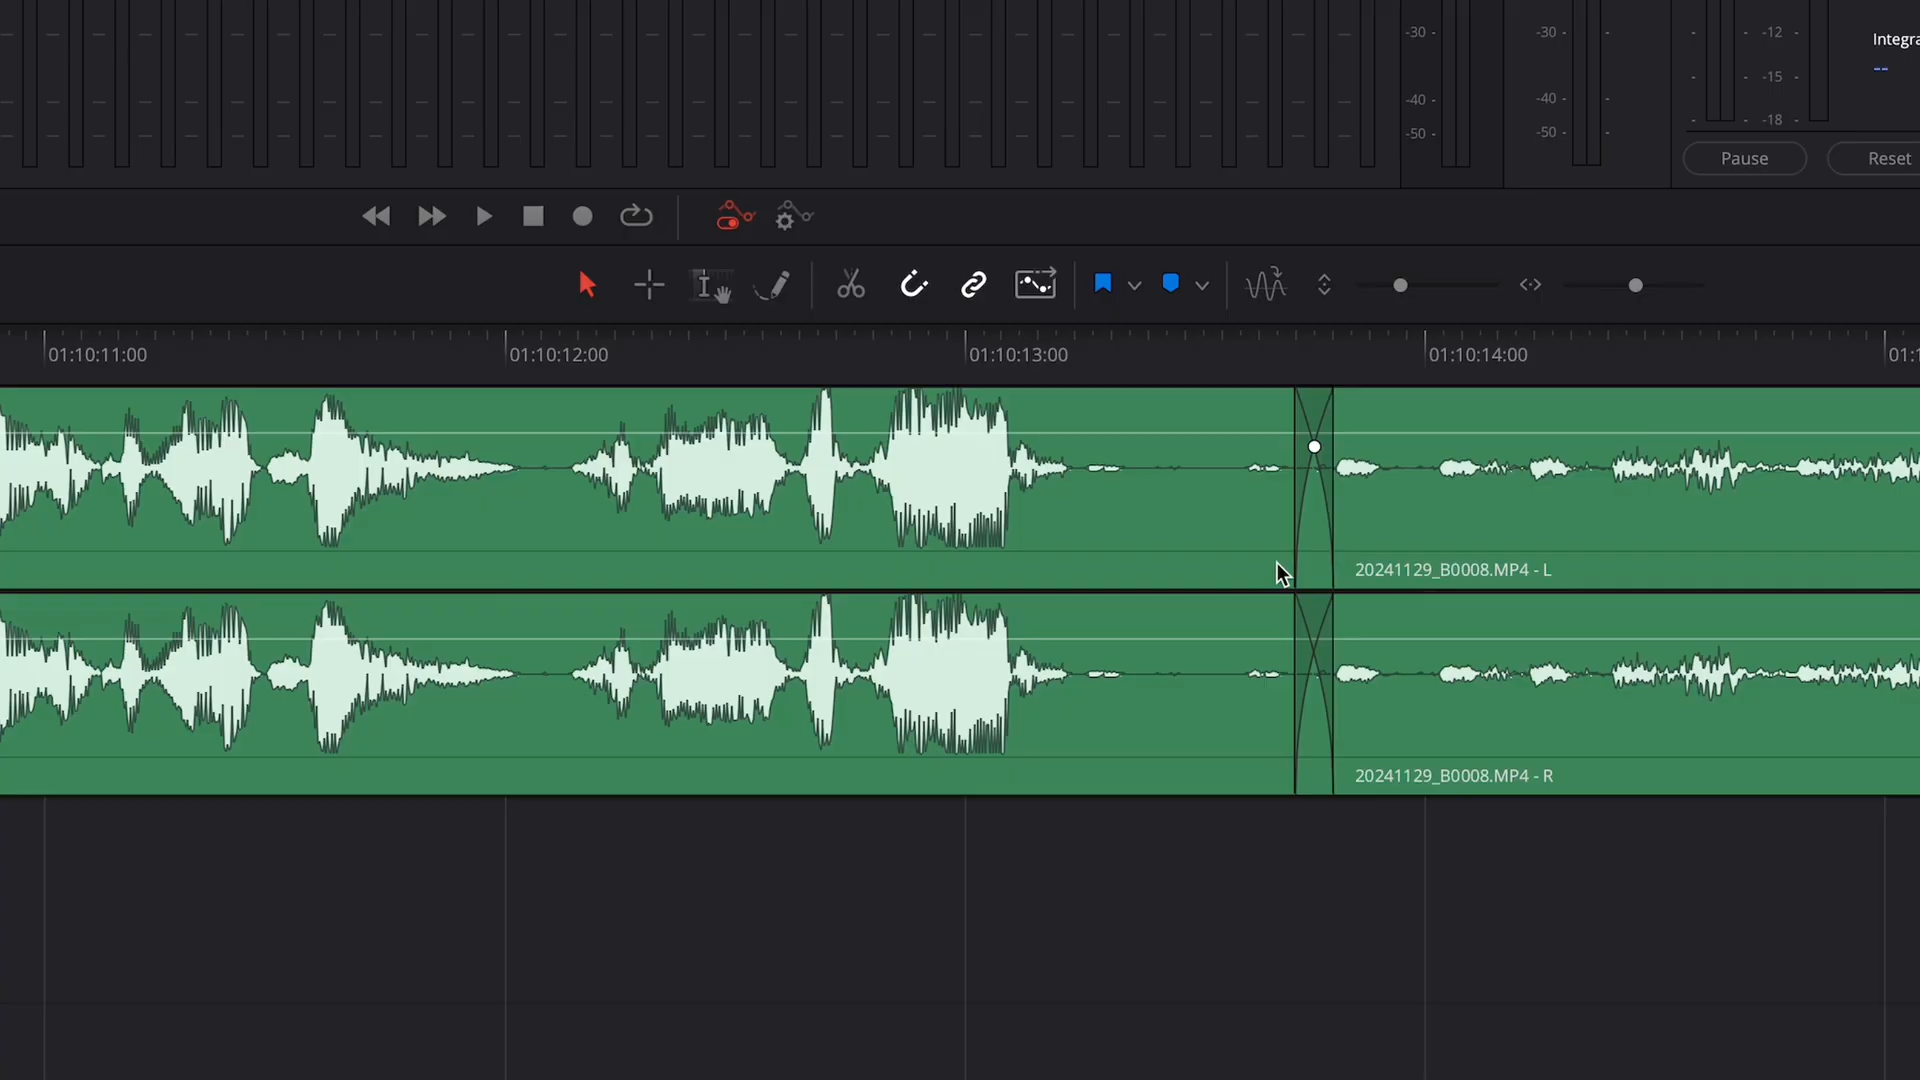 -30 - -30 - -12 - Integra
-15 - --
-40 - -40 -
-50 - -50 - -18 -
Pause Reset
01:10:11:00 01:10:12:00 01:10:13:00 01:10:14:00 01:1
20241129_B0008.MP4 - L
20241129_B0008.MP4 - R